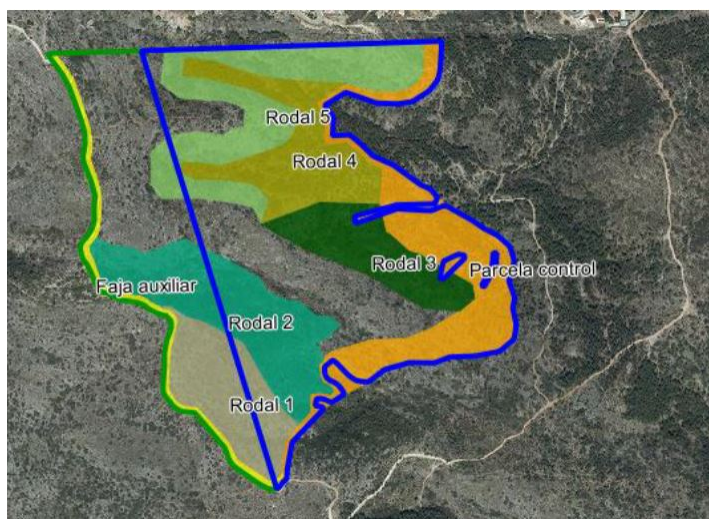 Rodal 5
Rodal 4
Rodal 3
Parcela control
Faja auxiliar
Rodal 2
Rodal 1